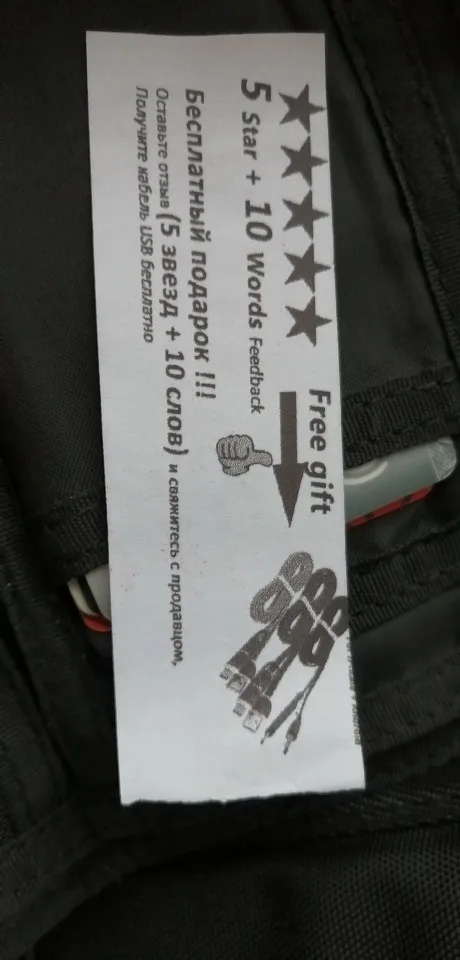 Free gift
5 Star + 10 Words Feedback
Бесплатный подарок !!!
Оставьте отзыв (5 звезд + 10 слов) и свяжитесь с продавцом,
Получите кабель USB бесплатно